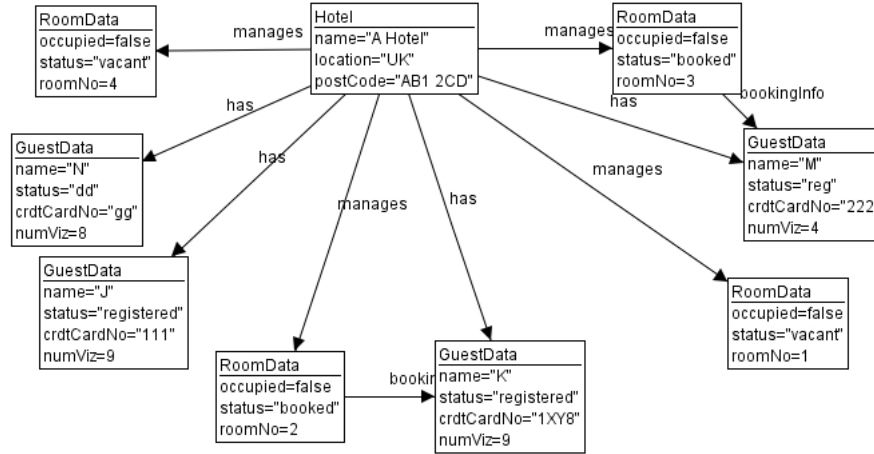 RoomData
occupied=false
status="vacant"
roomNo=4
manages
Hotel
name="A Hotel"
location="UK"
postCode="AB1 2CD"
manages
RoomData
occupied=false
status="booked"
roomNo=3
bookingInfo
has
has
has
manages
has
manages
GuestData
name="N"
status="dd"
crdtCardNo="gg"
numViz=8
GuestData
name="M"
status="reg"
crdtCardNo="222
numViz=4
GuestData
name="J"
status="registered"
crdtCardNo="111"
numViz=9
RoomData
occupied=false
status="vacant"
roomNo=1
RoomData
occupied=false
status="booked"
roomNo=2
bookin
GuestData
name="K"
status="registered"
crdtCardNo="1XY8"
numViz=9